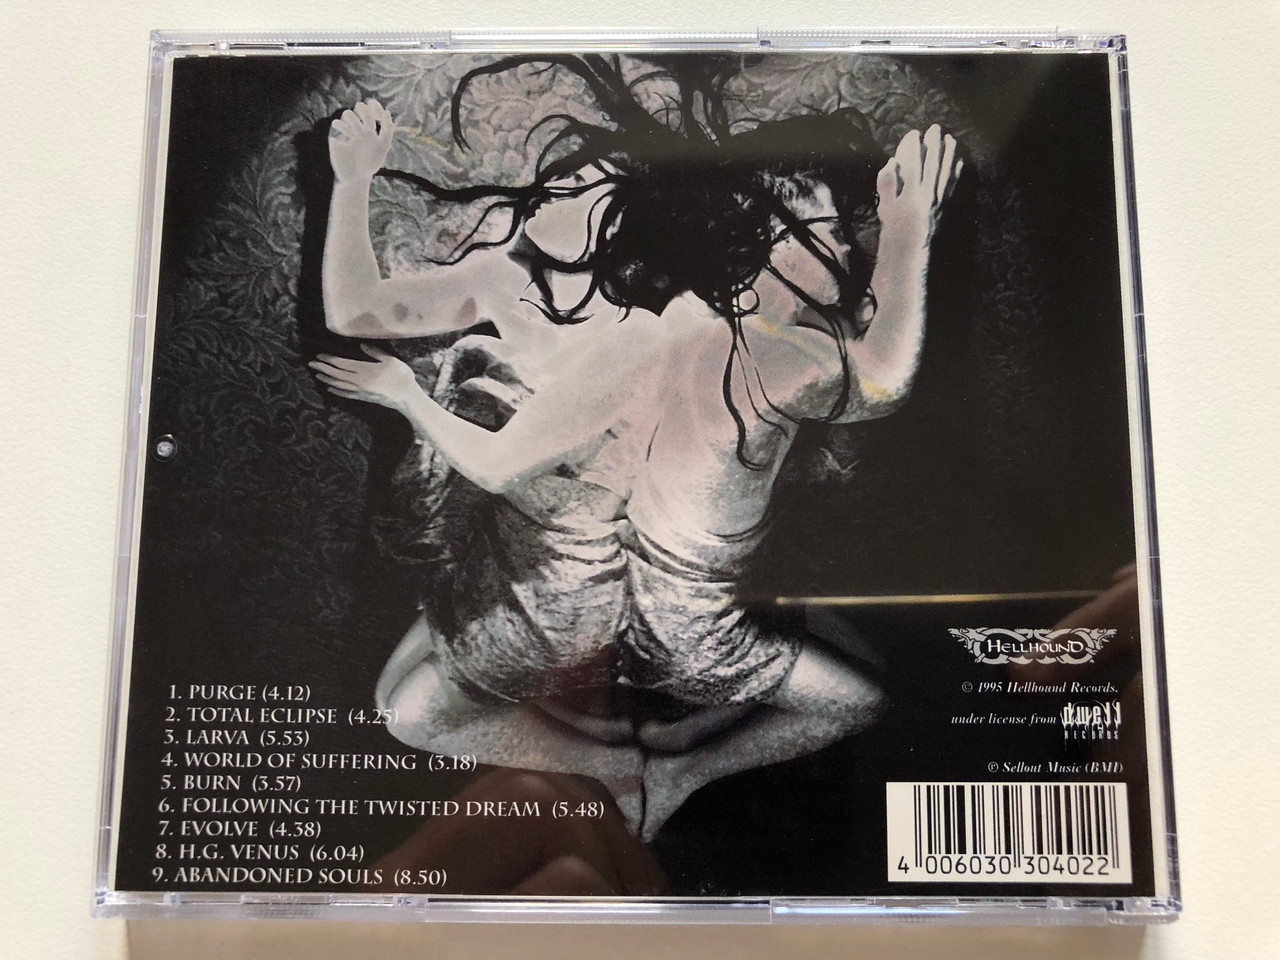 1. PURGE (4.12)
2. TOTAL ECLIPSE (4.25)
3. LARVA (5.53)
4. WORLD OF SUFFERING (3.18)
5. BURN (3.57)
6. FOLLOWING THE TWISTED DREAM (5.48)
7. EVOLVE (4.38)
8. H.G. VENUS (6.04)
9. ABANDONED SOULS (8.50)
HELLHOUND
© 1995 Hellhound Records.
under license from dwell
RECORDS
℗ Sellout Music (BMI)
4 006030 304022